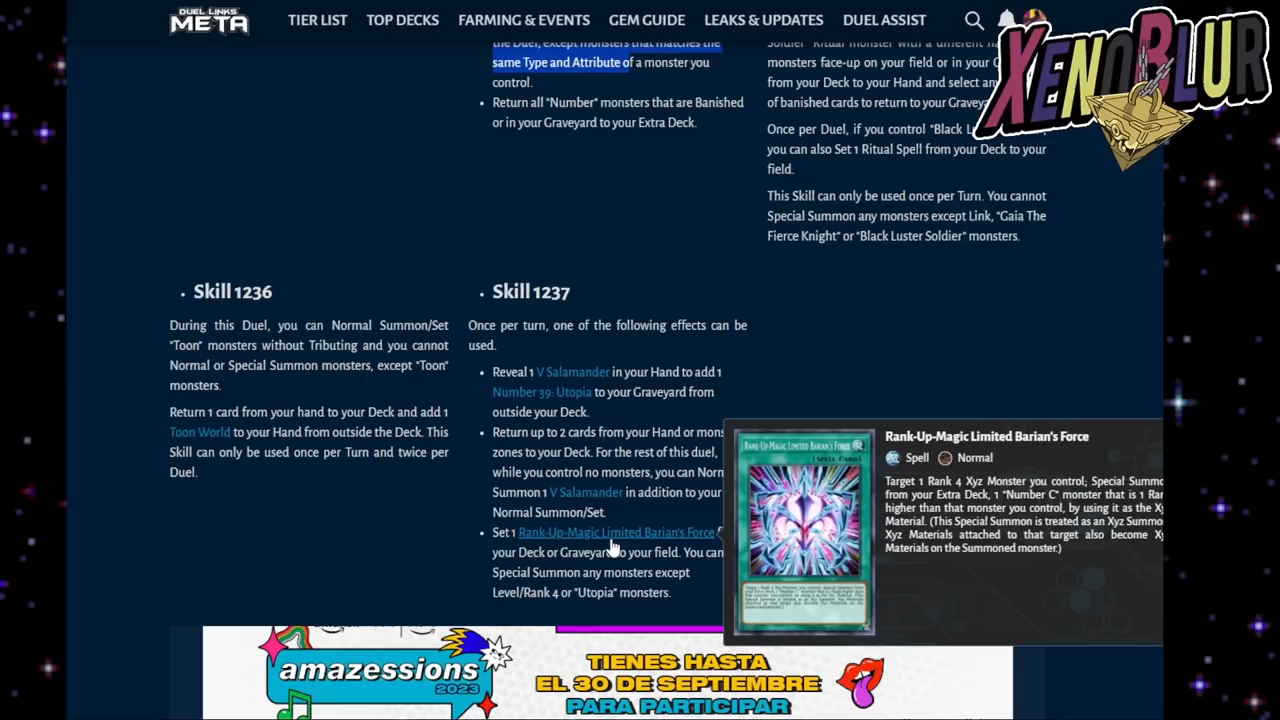 DUEL LINKS
META
TIER LIST
TOP DECKS
FARMING & EVENTS
GEM GUIDE
LEAKS & UPDATES
DUEL ASSIST
XENOBLUR
the Duel, except monsters that matches the
same Type and Attribute of a monster you
control.
• Return all "Number" monsters that are Banished
or in your Graveyard to your Extra Deck.
Soldier" Ritual monster with a different
monsters face-up on your field or in your
from your Deck to your Hand and select any
of banished cards to return to your
Once per Duel, if you control "Black
you can also Set 1 Ritual Spell from your Deck to your
field.
This Skill can only be used once per Turn. You cannot
Special Summon any monsters except Link, "Gaia The
Fierce Knight" or "Black Luster Soldier" monsters.
• Skill 1236
During this Duel, you can Normal Summon/Set
"Toon" monsters without Tributing and you cannot
Normal or Special Summon monsters, except "Toon"
monsters.
Return 1 card from your hand to your Deck and add 1
Toon World to your Hand from outside the Deck. This
Skill can only be used once per Turn and twice per
Duel.
• Skill 1237
Once per turn, one of the following effects can be
used.
• Reveal 1 V Salamander in your Hand to add 1
Number 39: Utopia to your Graveyard from
outside your Deck.
• Return up to 2 cards from your Hand or
zones to your Deck. For the rest of this duel,
while you control no monsters, you can
Summon 1 V Salamander in addition to your
Normal Summon/Set.
• Set 1 Rank-Up-Magic Limited Barian's Force
your Deck or Graveyard to your field. You
Special Summon any monsters except
Level/Rank 4 or "Utopia" monsters.
RANK-UP-MAGIC LIMITED BARIAN'S FORCE
[SPELL CARD]
Rank-Up-Magic Limited Barian's Force
Spell
Normal
Target 1 Rank 4 Xyz Monster you control; Special
from your Extra Deck, 1 "Number C" monster that is 1
higher than that monster you control, by using it as the
Material. (This Special Summon is treated as an Xyz
Xyz Materials attached to that target also become
Materials on the Summoned monster.)
amazessions
2023
TIENES HASTA
EL 30 DE SEPTIEMBRE
PARA PARTICIPAR